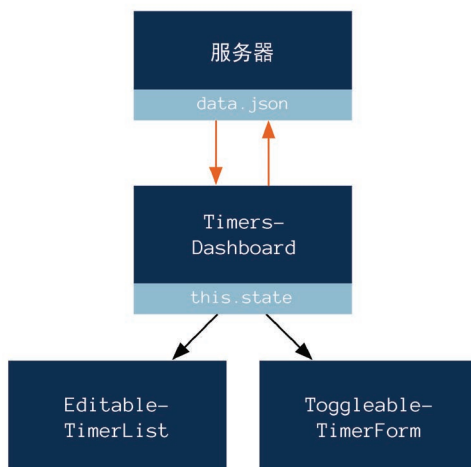 服务器
data.json
Timers-
Dashboard
this.state
Editable-
TimerList
Toggleable-
TimerForm